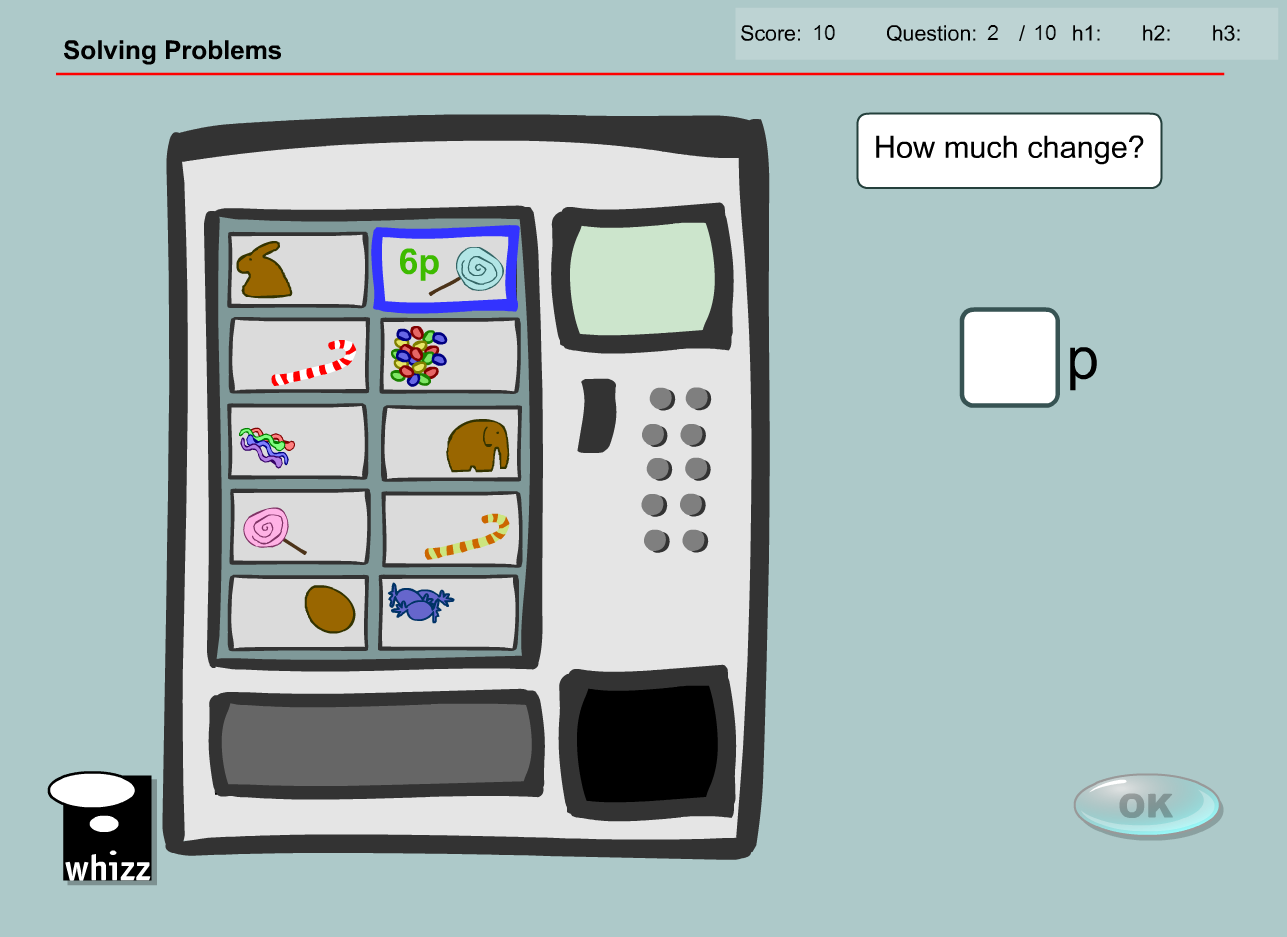 Solving Problems
Score: 10 Question: 2 / 10 h1: h2: h3:
How much change?
6p
p
OK
whizz